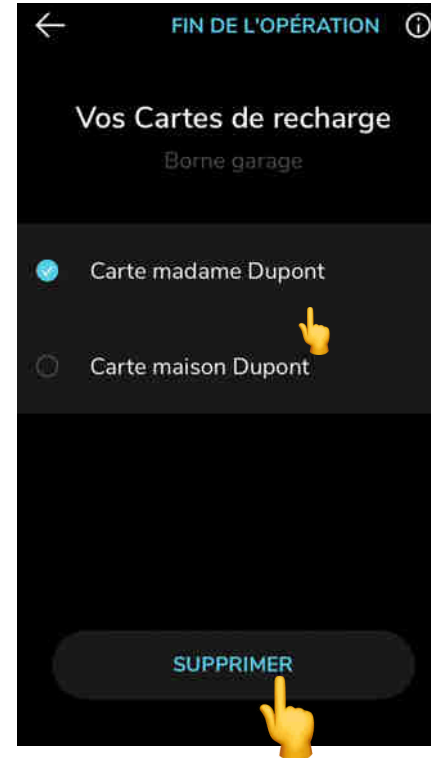 FIN DE L'OPÉRATION
Vos Cartes de recharge
Borne garage
Carte madame Dupont
Carte maison Dupont
SUPPRIMER